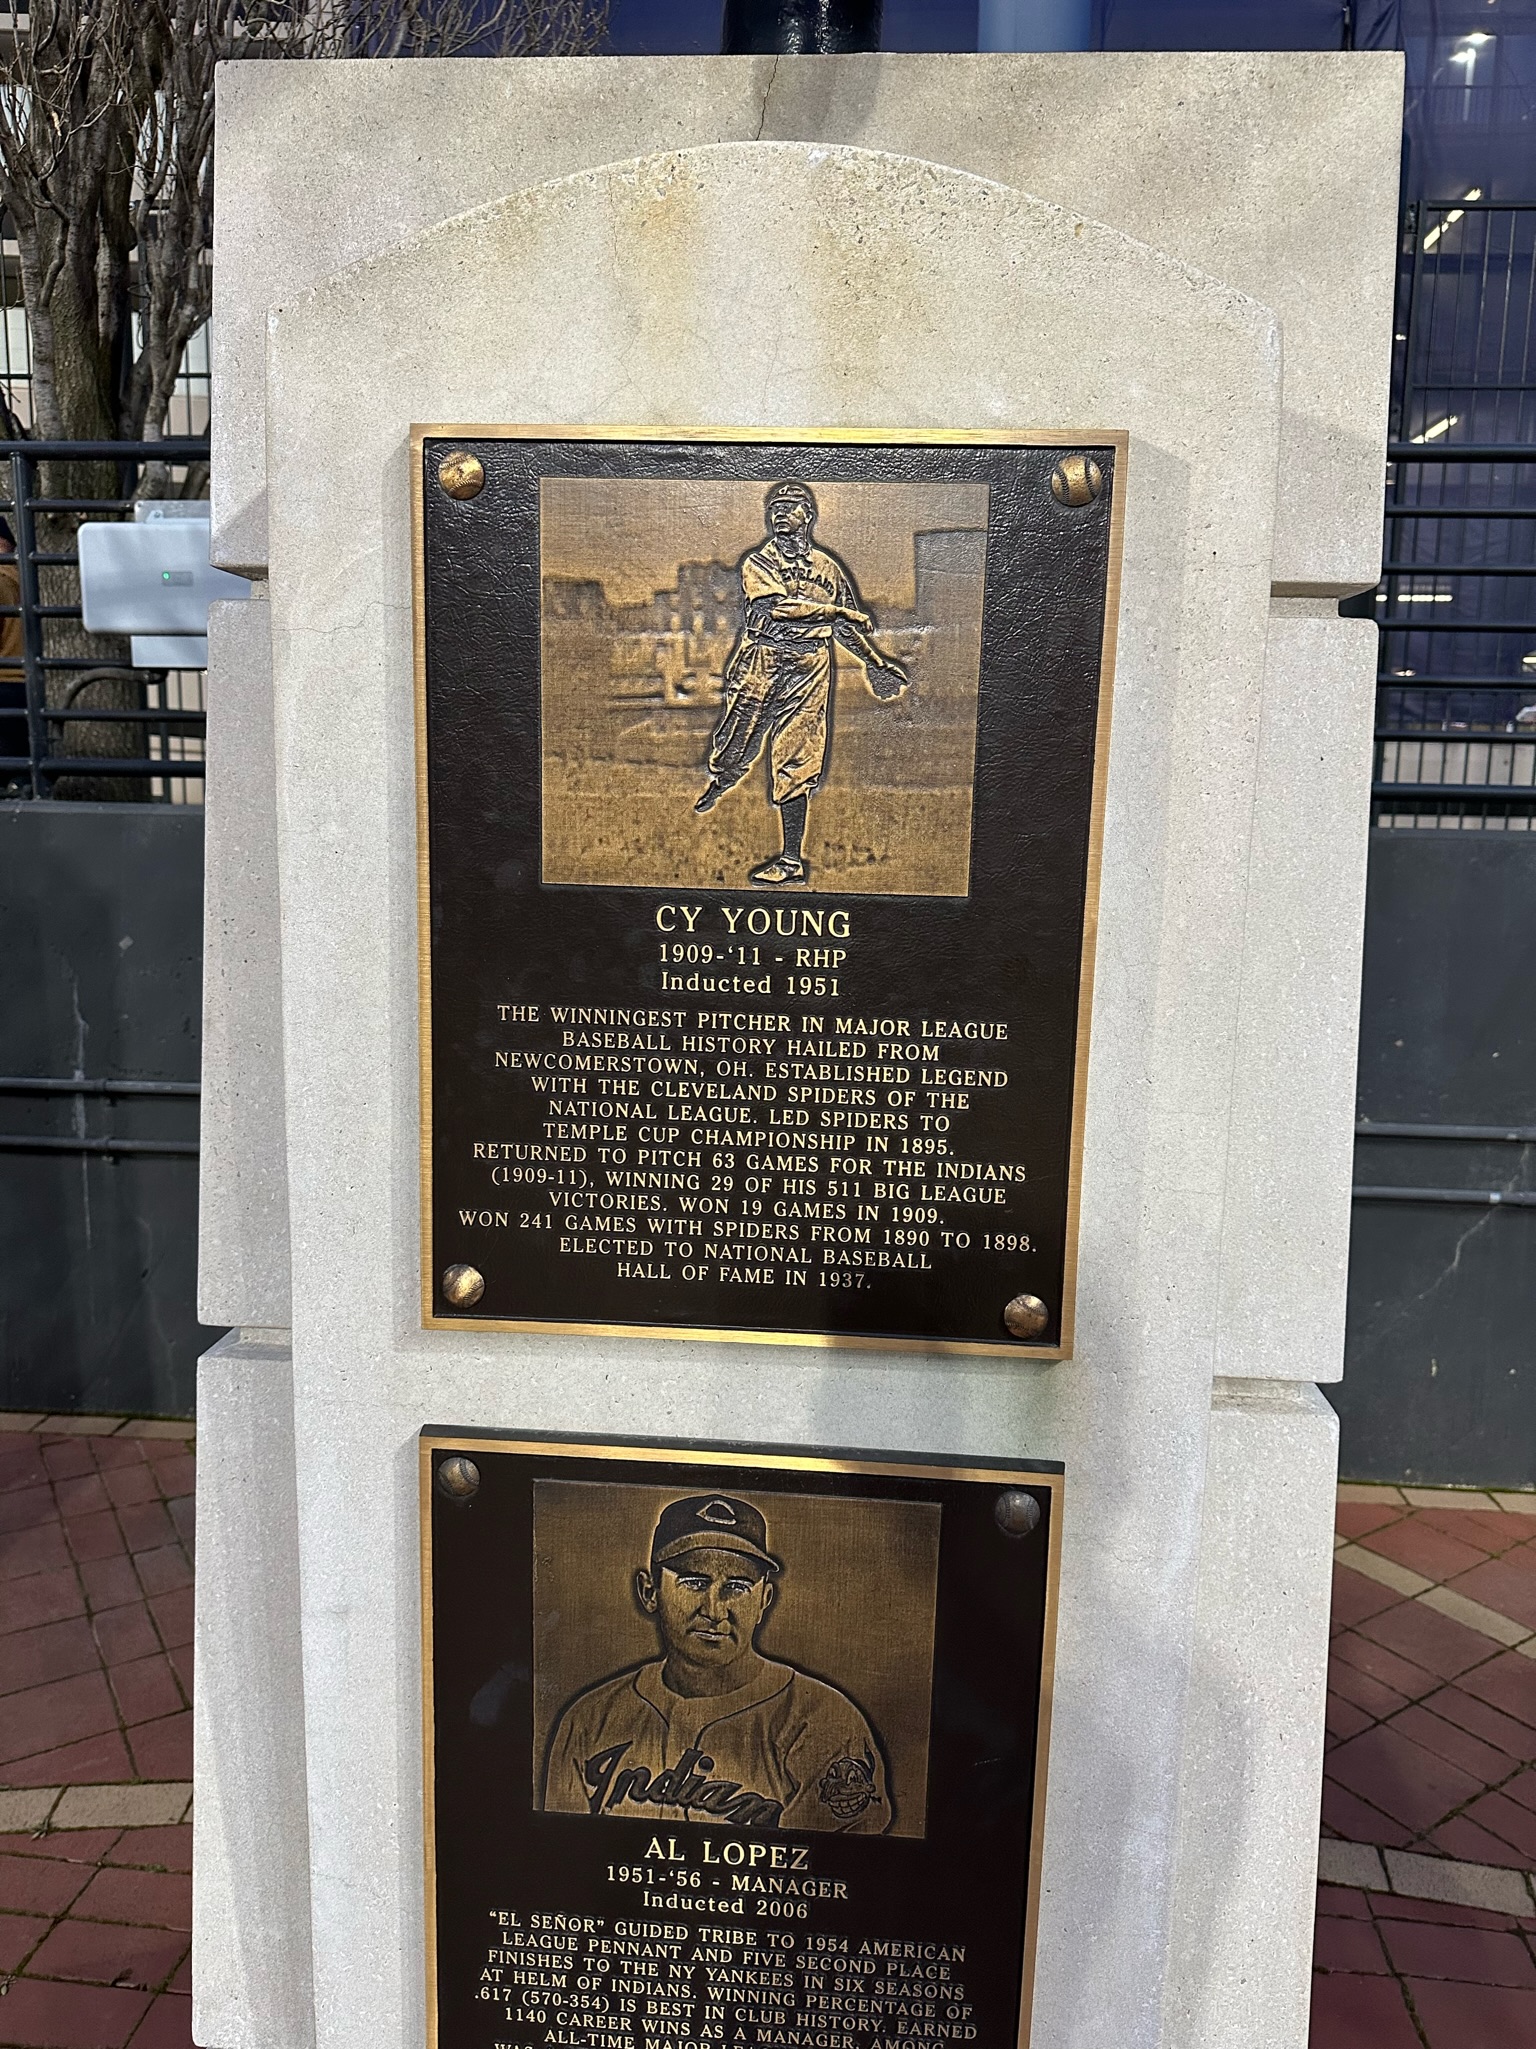 CY YOUNG
1909-'11 - RHP
Inducted 1951
THE WINNINGEST PITCHER IN MAJOR LEAGUE
BASEBALL HISTORY HAILED FROM
NEWCOMERSTOWN, OH. ESTABLISHED LEGEND
WITH THE CLEVELAND SPIDERS OF THE
NATIONAL LEAGUE. LED SPIDERS TO
TEMPLE CUP CHAMPIONSHIP IN 1895.
RETURNED TO PITCH 63 GAMES FOR THE INDIANS
(1909-11), WINNING 29 OF HIS 511 BIG LEAGUE
VICTORIES. WON 19 GAMES IN 1909.
WON 241 GAMES WITH SPIDERS FROM 1890 TO 1898.
ELECTED TO NATIONAL BASEBALL
HALL OF FAME IN 1937.
Indian
AL LOPEZ
1951-'56 - MANAGER
Inducted 2006
"EL SEÑOR" GUIDED TRIBE TO 1954 AMERICAN
LEAGUE PENNANT AND FIVE SECOND PLACE
FINISHES TO THE NY YANKEES IN SIX SEASONS
AT HELM OF INDIANS. WINNING PERCENTAGE OF
.617 (570-354) IS BEST IN CLUB HISTORY. EARNED
1140 CAREER WINS AS A MANAGER, AMONG
ALL-TIME MAJOR